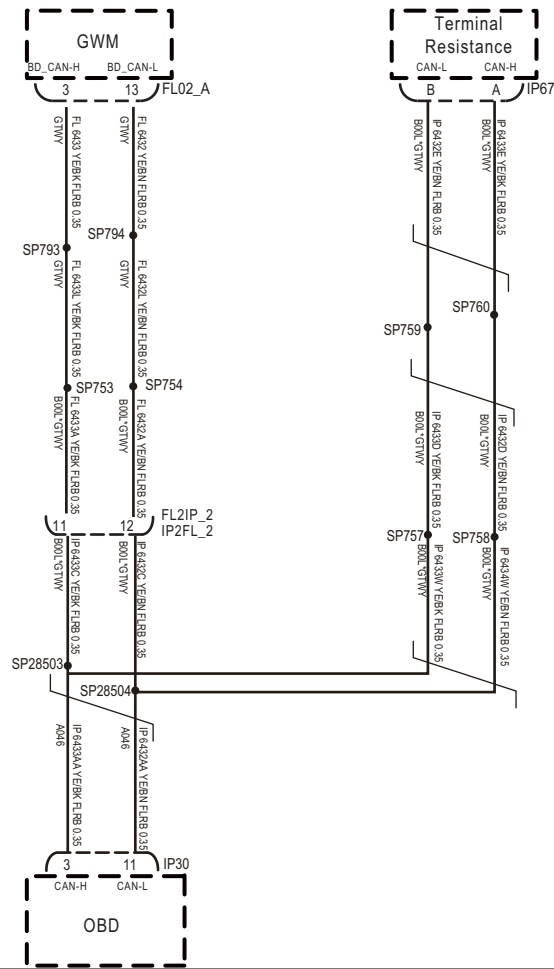 GWM
BD_CAN-H BD_CAN-L
3 13 FL02_A
FL 6433 YE/BK FLRB 0.35
GTWY
FL 6432 YE/BN FLRB 0.35
GTWY
SP793
SP794
FL 6433L YE/BK FLRB 0.35
GTWY
FL 6432L YE/BN FLRB 0.35
GTWY
SP753
SP754
FL 6433A YE/BK FLRB 0.35
B00L*GTWY
FL 6432A YE/BN FLRB 0.35
B00L*GTWY
11 12 FL2IP_2
IP2FL_2
IP 6433C YE/BK FLRB 0.35
B00L*GTWY
IP 6432C YE/BN FLRB 0.35
B00L*GTWY
SP28503
SP28504
IP 6433AA YE/BK FLRB 0.35
A046
IP 6432AA YE/BN FLRB 0.35
A046
3 11 IP30
CAN-H CAN-L
OBD
Terminal
Resistance
CAN-L CAN-H
B A IP67
IP 6432E YE/BN FLRB 0.35
B00L*GTWY
IP 6433E YE/BK FLRB 0.35
B00L*GTWY
SP759
SP760
IP 6433D YE/BK FLRB 0.35
B00L*GTWY
IP 6432D YE/BN FLRB 0.35
B00L*GTWY
SP757
SP758
IP 6433W YE/BK FLRB 0.35
B00L*GTWY
IP 6434W YE/BN FLRB 0.35
B00L*GTWY